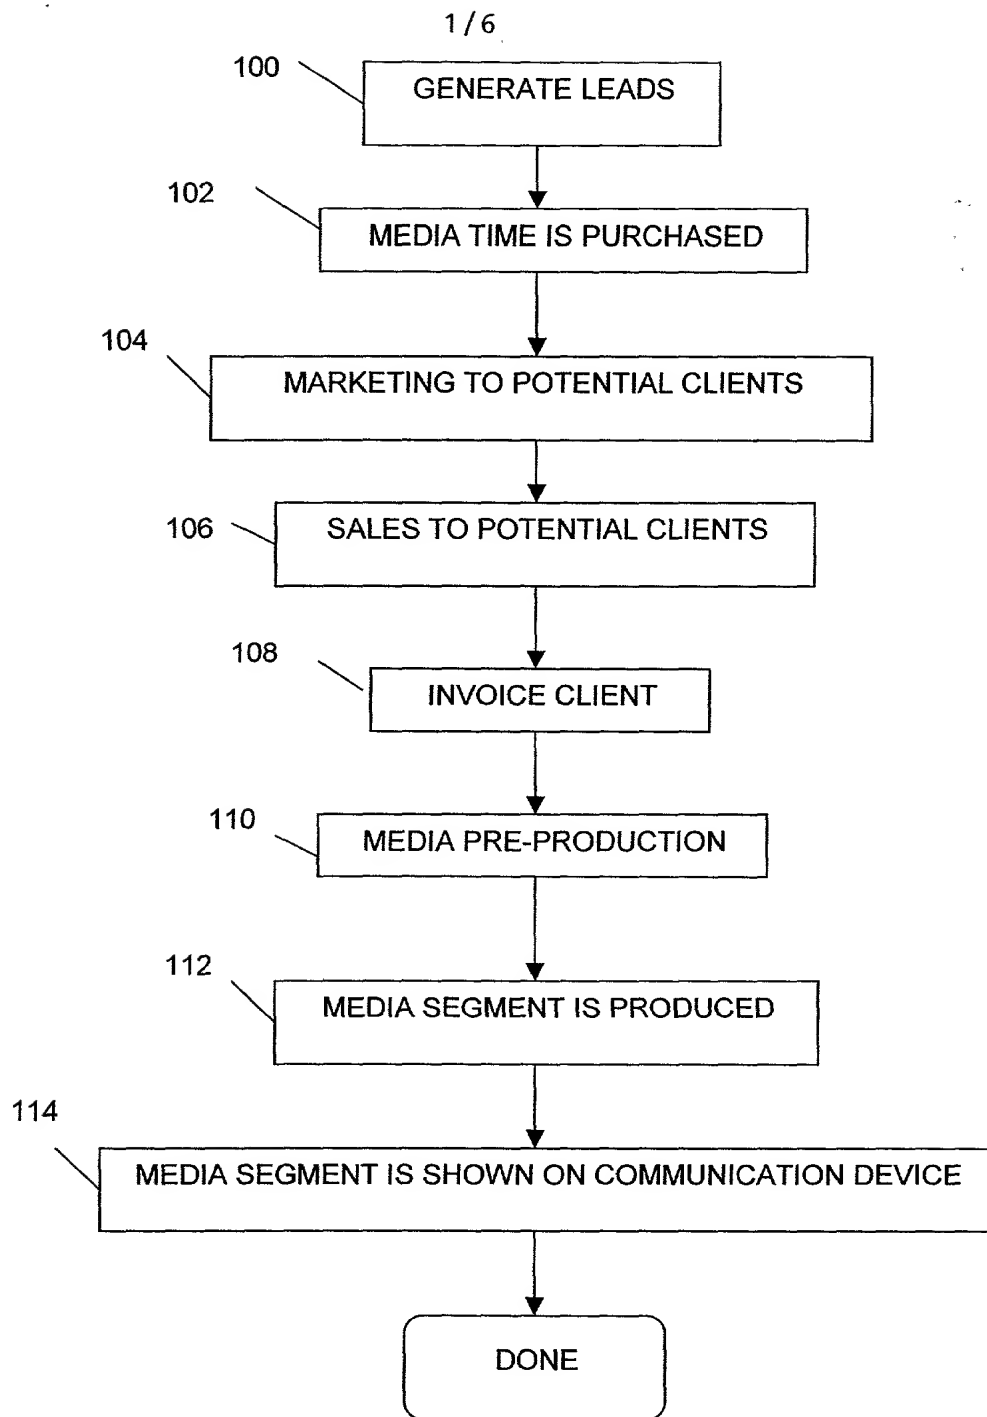 1/6
100
GENERATE LEADS
102
MEDIA TIME IS PURCHASED
104
MARKETING TO POTENTIAL CLIENTS
106
SALES TO POTENTIAL CLIENTS
108
INVOICE CLIENT
110
MEDIA PRE-PRODUCTION
112
MEDIA SEGMENT IS PRODUCED
114
MEDIA SEGMENT IS SHOWN ON COMMUNICATION DEVICE
DONE